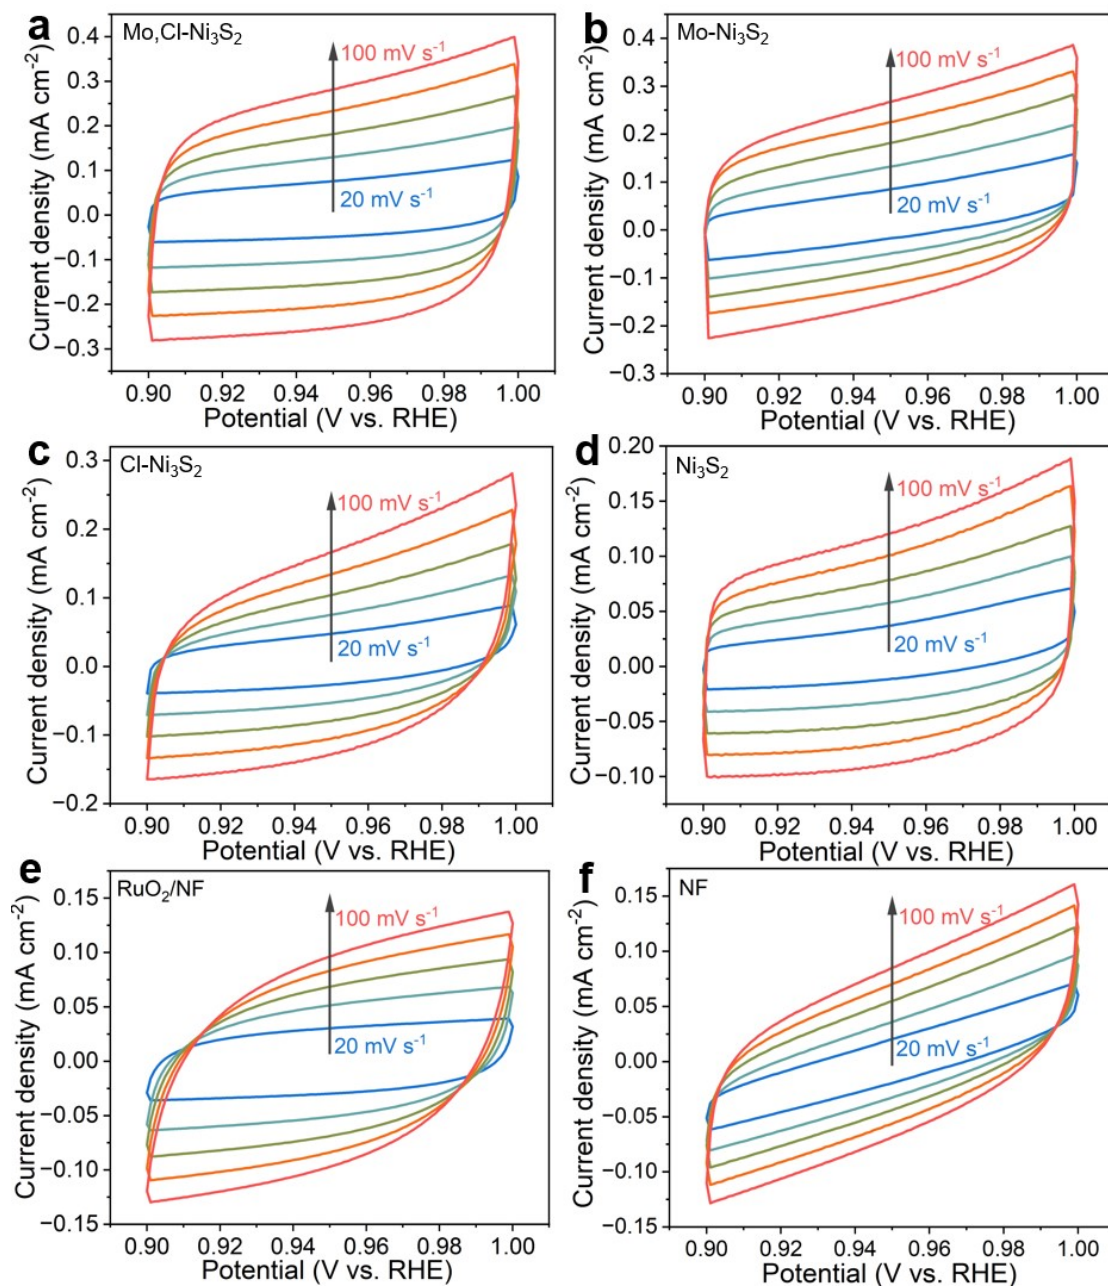 a
Mo,Cl-Ni₃S₂
100 mV s⁻¹
20 mV s⁻¹
Current density (mA cm⁻²)
0.4
0.3
0.2
0.1
0.0
−0.1
−0.2
−0.3
0.90 0.92 0.94 0.96 0.98 1.00
Potential (V vs. RHE)
b
Mo-Ni₃S₂
100 mV s⁻¹
20 mV s⁻¹
Current density (mA cm⁻²)
0.4
0.3
0.2
0.1
0.0
−0.1
−0.2
−0.3
0.90 0.92 0.94 0.96 0.98 1.00
Potential (V vs. RHE)
c
Cl-Ni₃S₂
100 mV s⁻¹
20 mV s⁻¹
Current density (mA cm⁻²)
0.3
0.2
0.1
0.0
−0.1
−0.2
0.90 0.92 0.94 0.96 0.98 1.00
Potential (V vs. RHE)
d
Ni₃S₂
100 mV s⁻¹
20 mV s⁻¹
Current density (mA cm⁻²)
0.20
0.15
0.10
0.05
0.00
−0.05
−0.10
0.90 0.92 0.94 0.96 0.98 1.00
Potential (V vs. RHE)
e
RuO₂/NF
100 mV s⁻¹
20 mV s⁻¹
Current density (mA cm⁻²)
0.15
0.10
0.05
0.00
−0.05
−0.10
−0.15
0.90 0.92 0.94 0.96 0.98 1.00
Potential (V vs. RHE)
f
NF
100 mV s⁻¹
20 mV s⁻¹
Current density (mA cm⁻²)
0.15
0.10
0.05
0.00
−0.05
−0.10
−0.15
0.90 0.92 0.94 0.96 0.98 1.00
Potential (V vs. RHE)